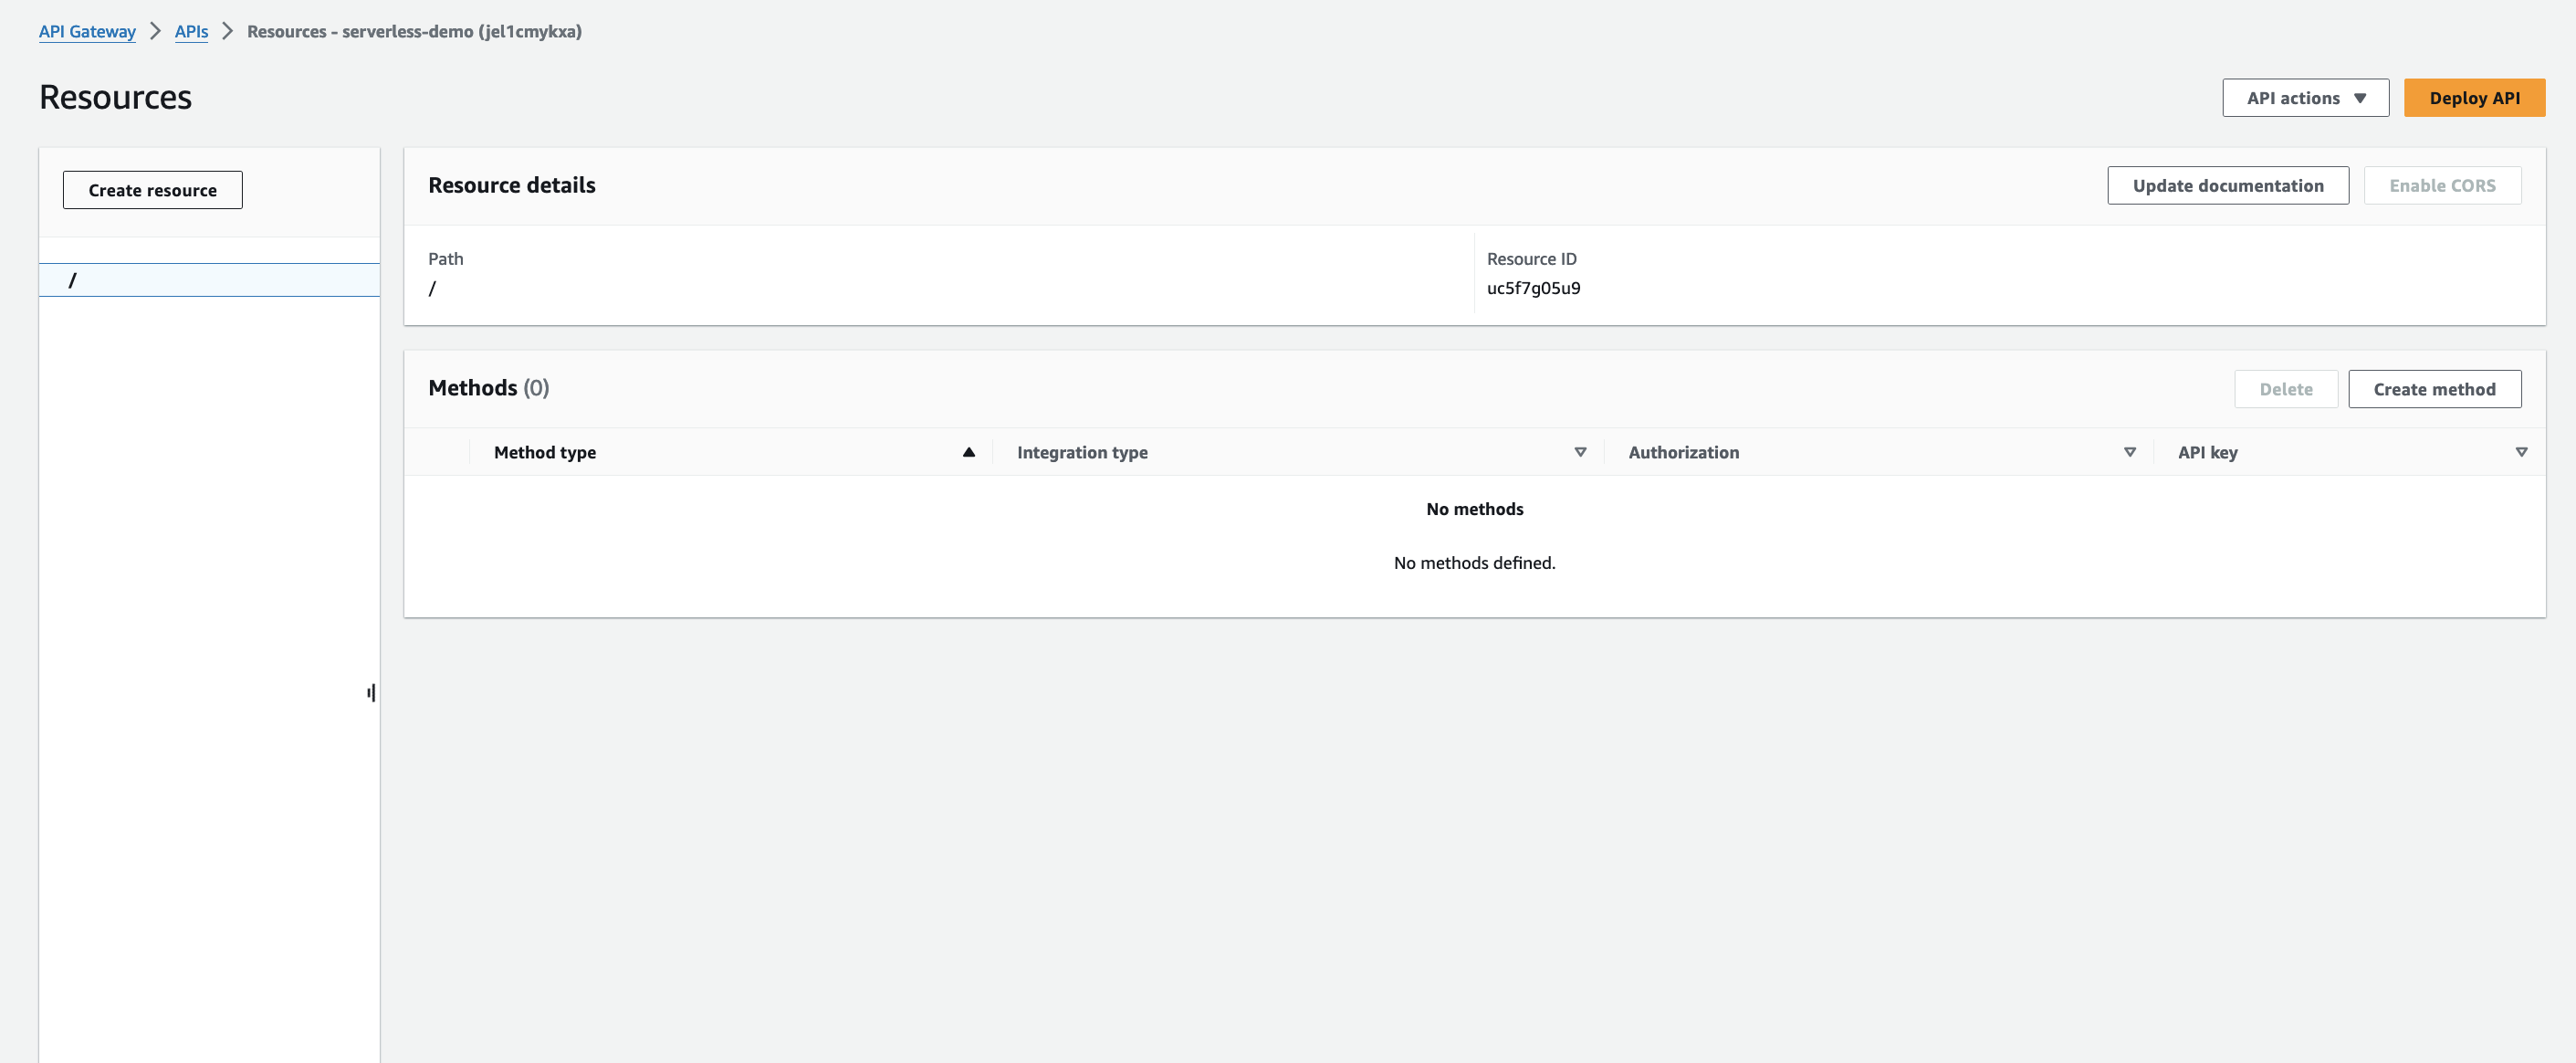 API Gateway > APIs > Resources - serverless-demo (jel1cmykxa)
Resources
API actions ▼ Deploy API
Create resource
/
Resource details
Update documentation Enable CORS
Path
/
Resource ID
uc5f7g05u9
Methods (0)
Delete Create method
Method type Integration type Authorization API key
No methods
No methods defined.